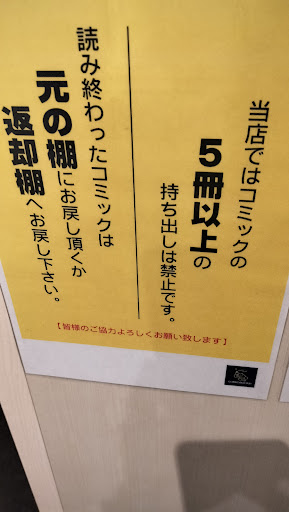 当店ではコミックの
５冊以上の
持ち出しは禁止です。
読み終わったコミックは
元の棚にお戻し頂くか
返却棚へお戻し下さい。
【皆様のご協力よろしくお願い致します】